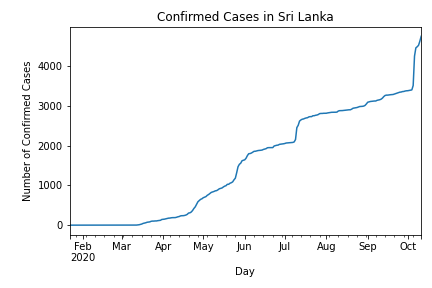 Confirmed Cases in Sri Lanka
Number of Confirmed Cases
4000
3000
2000
1000
0
Feb Mar Apr May Jun Jul Aug Sep Oct
2020
Day